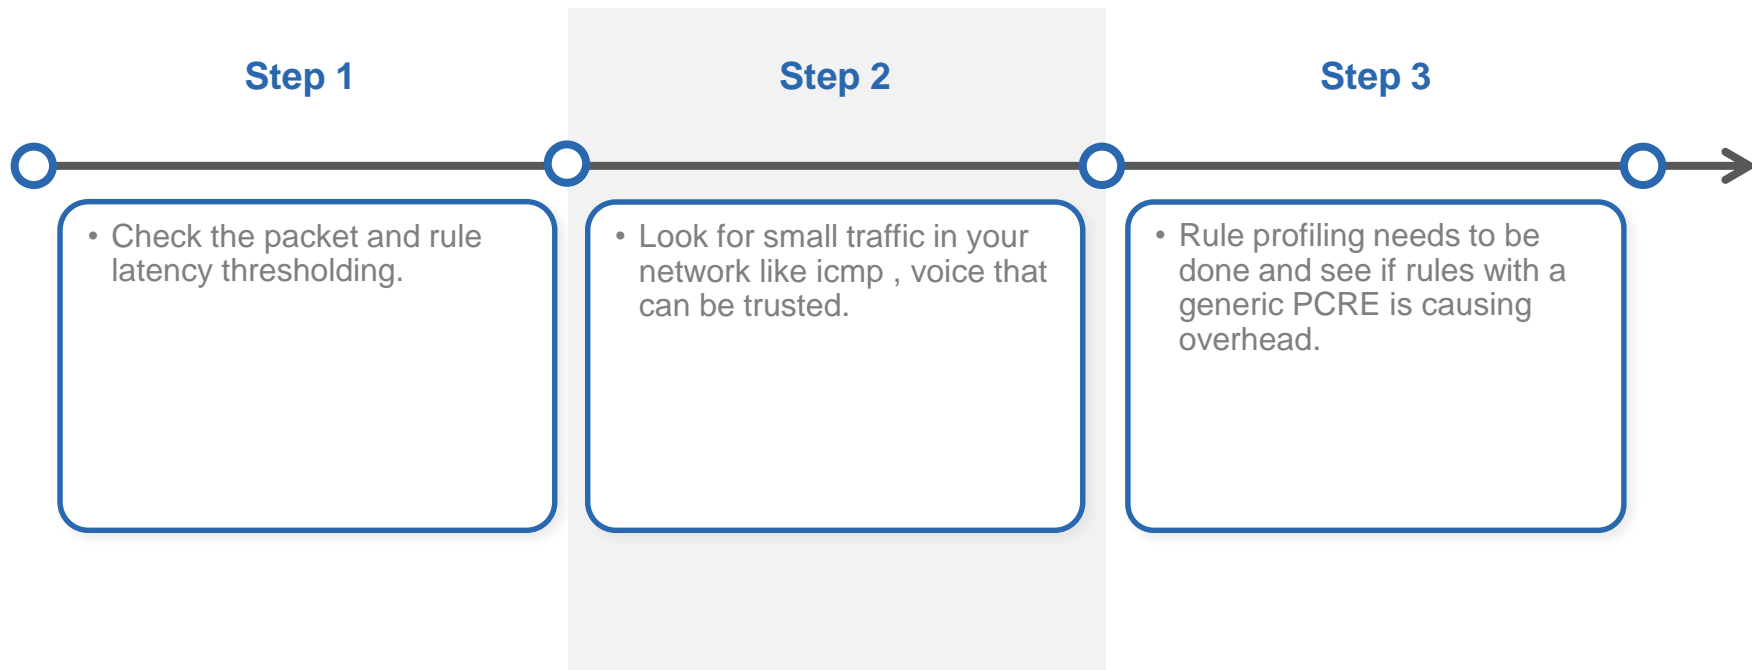 Step 1
Step 2
Step 3
• Check the packet and rule
latency thresholding.
• Look for small traffic in your
network like icmp , voice that
can be trusted.
• Rule profiling needs to be
done and see if rules with a
generic PCRE is causing
overhead.